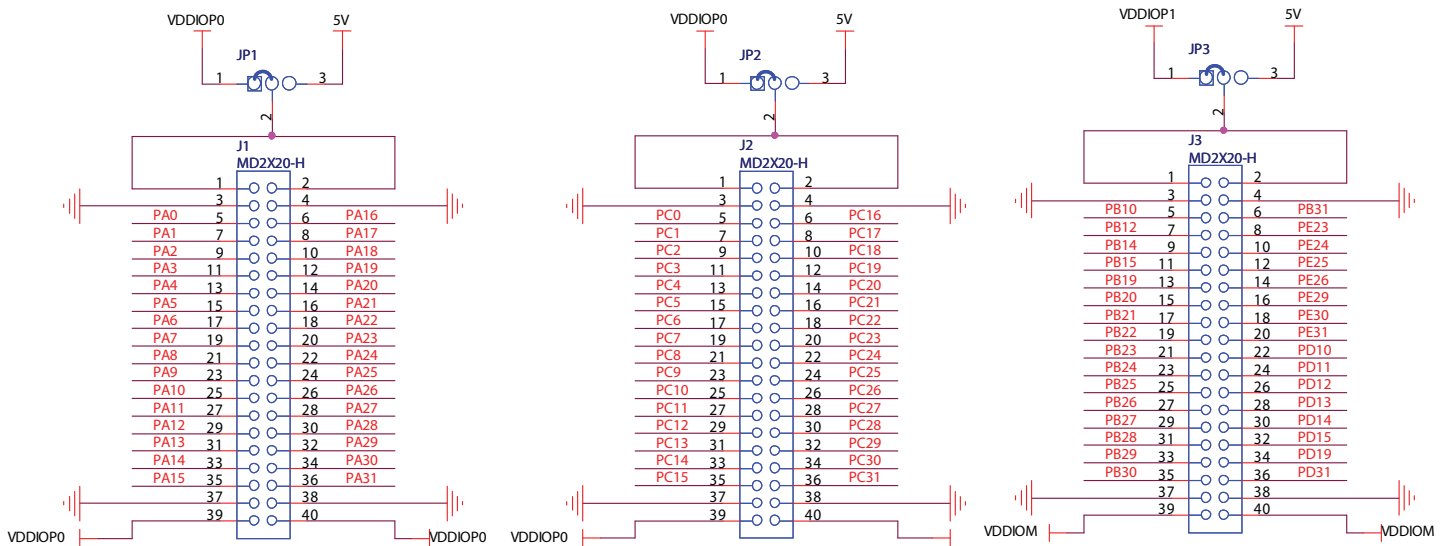 VDDIOP0 5V
JP1
1 3
2
J1
MD2X20-H
1 2
3 4
PA0 5 6 PA16
PA1 7 8 PA17
PA2 9 10 PA18
PA3 11 12 PA19
PA4 13 14 PA20
PA5 15 16 PA21
PA6 17 18 PA22
PA7 19 20 PA23
PA8 21 22 PA24
PA9 23 24 PA25
PA10 25 26 PA26
PA11 27 28 PA27
PA12 29 30 PA28
PA13 31 32 PA29
PA14 33 34 PA30
PA15 35 36 PA31
37 38
39 40
VDDIOP0 VDDIOP0
VDDIOP0 5V
JP2
1 3
2
J2
MD2X20-H
1 2
3 4
PC0 5 6 PC16
PC1 7 8 PC17
PC2 9 10 PC18
PC3 11 12 PC19
PC4 13 14 PC20
PC5 15 16 PC21
PC6 17 18 PC22
PC7 19 20 PC23
PC8 21 22 PC24
PC9 23 24 PC25
PC10 25 26 PC26
PC11 27 28 PC27
PC12 29 30 PC28
PC13 31 32 PC29
PC14 33 34 PC30
PC15 35 36 PC31
37 38
39 40
VDDIOP0
VDDIOP1 5V
JP3
1 3
2
J3
MD2X20-H
1 2
3 4
PB10 5 6 PB31
PB12 7 8 PE23
PB14 9 10 PE24
PB15 11 12 PE25
PB19 13 14 PE26
PB20 15 16 PE29
PB21 17 18 PE30
PB22 19 20 PE31
PB23 21 22 PD10
PB24 23 24 PD11
PB25 25 26 PD12
PB26 27 28 PD13
PB27 29 30 PD14
PB28 31 32 PD15
PB29 33 34 PD19
PB30 35 36 PD31
37 38
39 40
VDDIOM VDDIOM